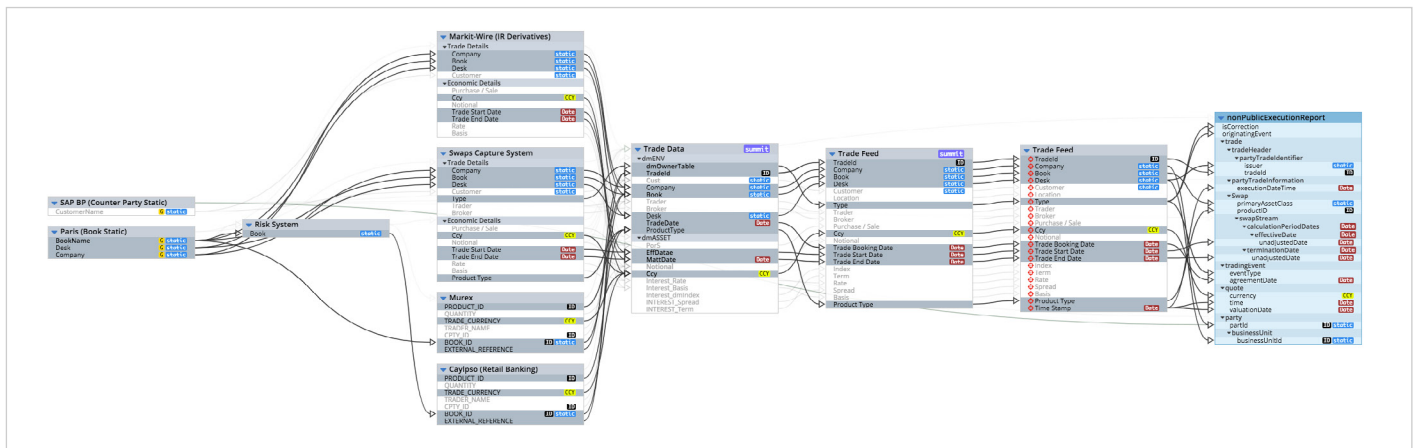 SAP BP (Counter Party Static)
CustomerName G static
Paris (Book Static)
BookName G static
Desk G static
Company G static
Risk System
Book static
Markit-Wire (IR Derivatives)
Trade Details
Company static
Book static
Desk static
Customer static
Economic Details
Purchase / Sale
Ccy CCY
Notional
Trade Start Date Date
Trade End Date Date
Rate
Basis
Swaps Capture System
Trade Details
Company static
Book static
Desk static
Customer static
Type
Trader
Broker
Economic Details
Purchase / Sale
Ccy CCY
Notional
Trade Start Date Date
Trade End Date Date
Rate
Basis
Product Type
Murex
PRODUCT_ID ID
QUANTITY
TRADE_CURRENCY CCY
TRADER_NAME
CPTY_ID ID
BOOK_ID ID static
EXTERNAL_REFERENCE
Caylpso (Retail Banking)
PRODUCT_ID ID
QUANTITY
TRADE_CURRENCY CCY
TRADER_NAME
CPTY_ID ID
BOOK_ID ID static
EXTERNAL_REFERENCE
Trade Data summit
dmENV
dmOwnerTable
TradeId ID
Cust static
Company static
Book static
Trader
Broker
Desk static
TradeDate Date
ProductType
dmASSET
PorS
EffDatae
MattDate Date
Notional
Ccy CCY
Interest_Rate
Interest_Basis
Interest_dmIndex
INTEREST_Spread
INTEREST_Term
Trade Feed summit
TradeId ID
Company static
Book static
Desk static
Customer
Location
Type
Trader
Broker
Purchase / Sale
Ccy CCY
Notional
Trade Booking Date Date
Trade Start Date Date
Trade End Date Date
Index
Term
Rate
Spread
Basis
Product Type
Trade Feed
TradeId ID
Company static
Book static
Desk static
Customer static
Location
Type
Trader
Broker
Purchase / Sale
Ccy CCY
Notional
Trade Booking Date Date
Trade Start Date Date
Trade End Date Date
Index
Term
Rate
Spread
Basis
Product Type
Time Stamp Date
nonPublicExecutionReport
isCorrection
originatingEvent
trade
tradeHeader
partyTradeIdentifier
issuer static
tradeId ID
partyTradeInformation
executionDateTime Date
Swap
primaryAssetClass static
productID ID
swapStream
calculationPeriodDates Date
effectiveDate Date
unadjustedDate Date
terminationDate Date
unadjustedDate Date
tradingEvent
eventType
agreementDate Date
quote
currency CCY
time Date
valuationDate Date
party
partId ID static
businessUnit
businessUnitId ID static